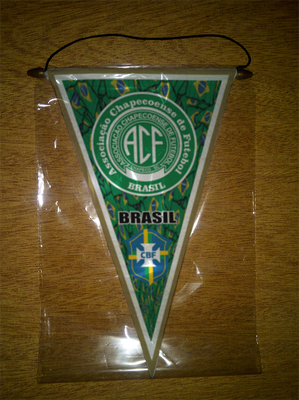 Associação Chapecoense de Futebol
ASSOCIAÇÃO CHAPECOENSE DE FUTEBOL
ACF
BRASIL
BRASIL
CBF